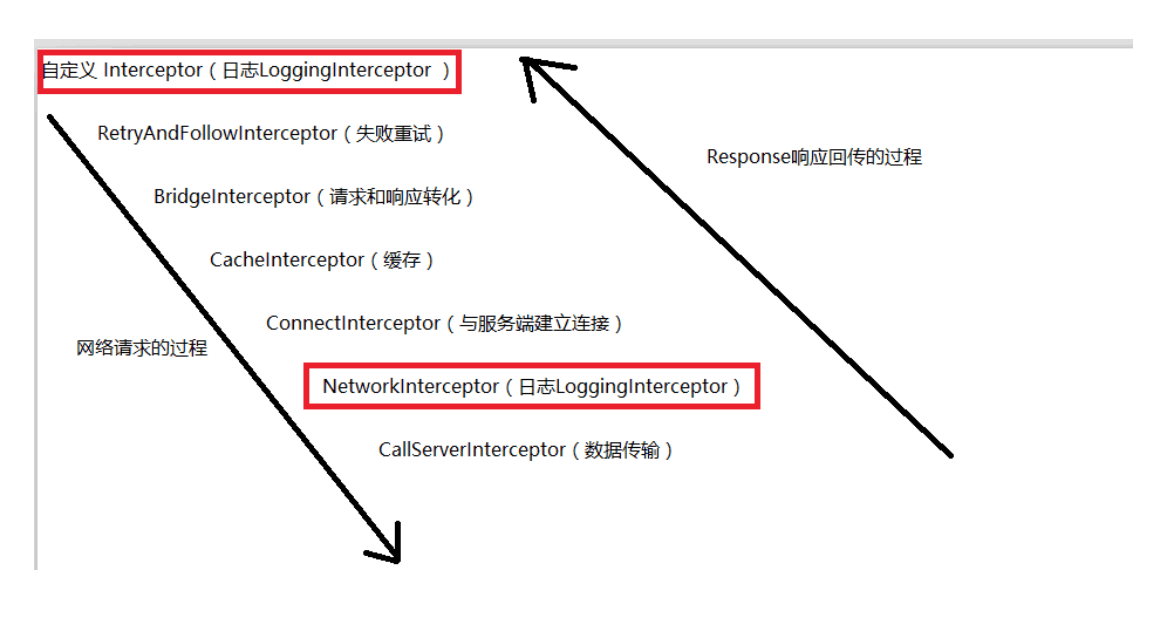 自定义 Interceptor（日志LoggingInterceptor ）
RetryAndFollowInterceptor（失败重试）
Response响应回传的过程
BridgeInterceptor（请求和响应转化）
CacheInterceptor（缓存）
ConnectInterceptor（与服务端建立连接）
网络请求的过程
NetworkInterceptor（日志LoggingInterceptor）
CallServerInterceptor（数据传输）